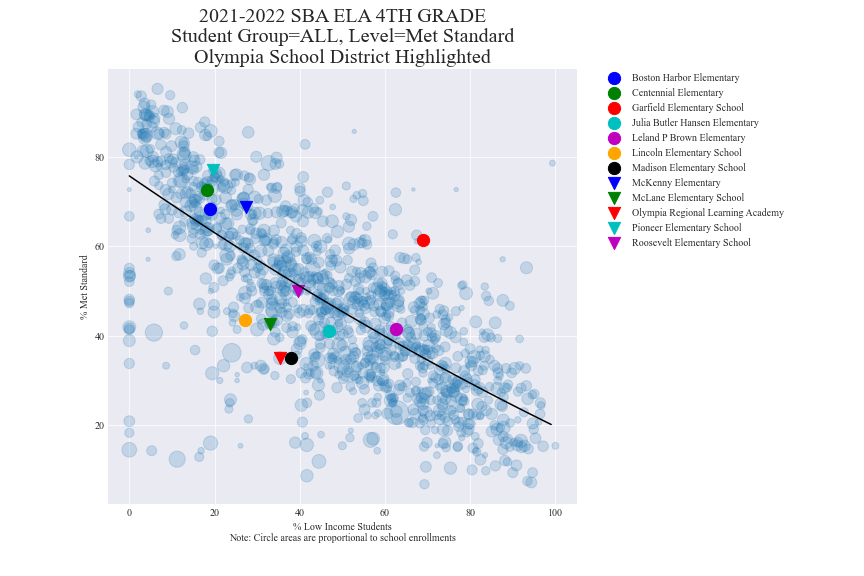 2021-2022 SBA ELA 4TH GRADE
Student Group=ALL, Level=Met Standard
Olympia School District Highlighted
% Met Standard
80
60
40
20
0
20
40
60
80
100
% Low Income Students
Note: Circle areas are proportional to school enrollments
Boston Harbor Elementary
Centennial Elementary
Garfield Elementary School
Julia Butler Hansen Elementary
Leland P Brown Elementary
Lincoln Elementary School
Madison Elementary School
McKenny Elementary
McLane Elementary School
Olympia Regional Learning Academy
Pioneer Elementary School
Roosevelt Elementary School